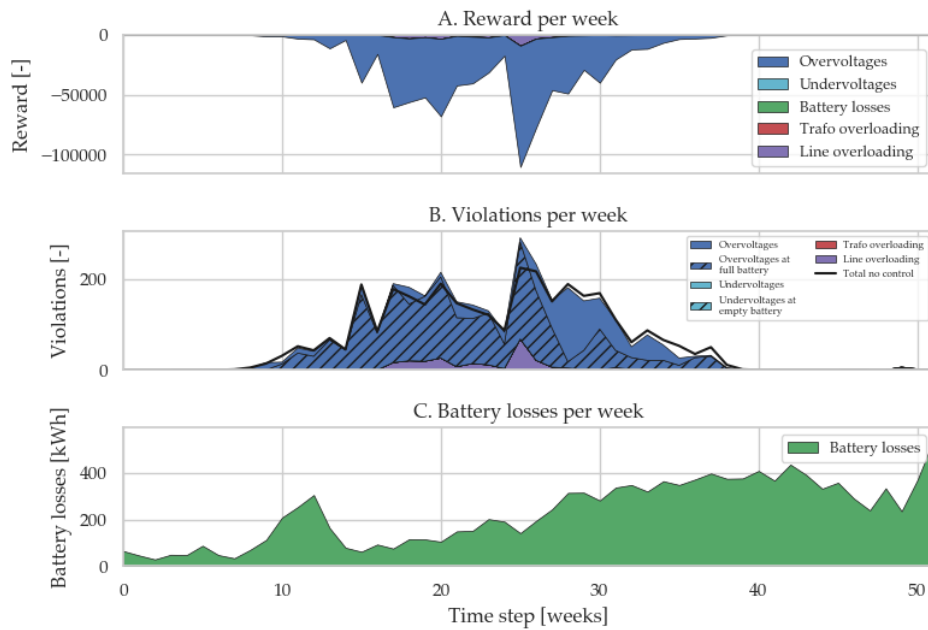 A. Reward per week
0
−50000
−100000
Reward [-]
Overvoltages
Undervoltages
Battery losses
Trafo overloading
Line overloading
B. Violations per week
200
0
Violations [-]
Overvoltages
Overvoltages at
full battery
Undervoltages
Undervoltages at
empty battery
Trafo overloading
Line overloading
Total no control
C. Battery losses per week
400
200
0
Battery losses [kWh]
Battery losses
0 10 20 30 40 50
Time step [weeks]